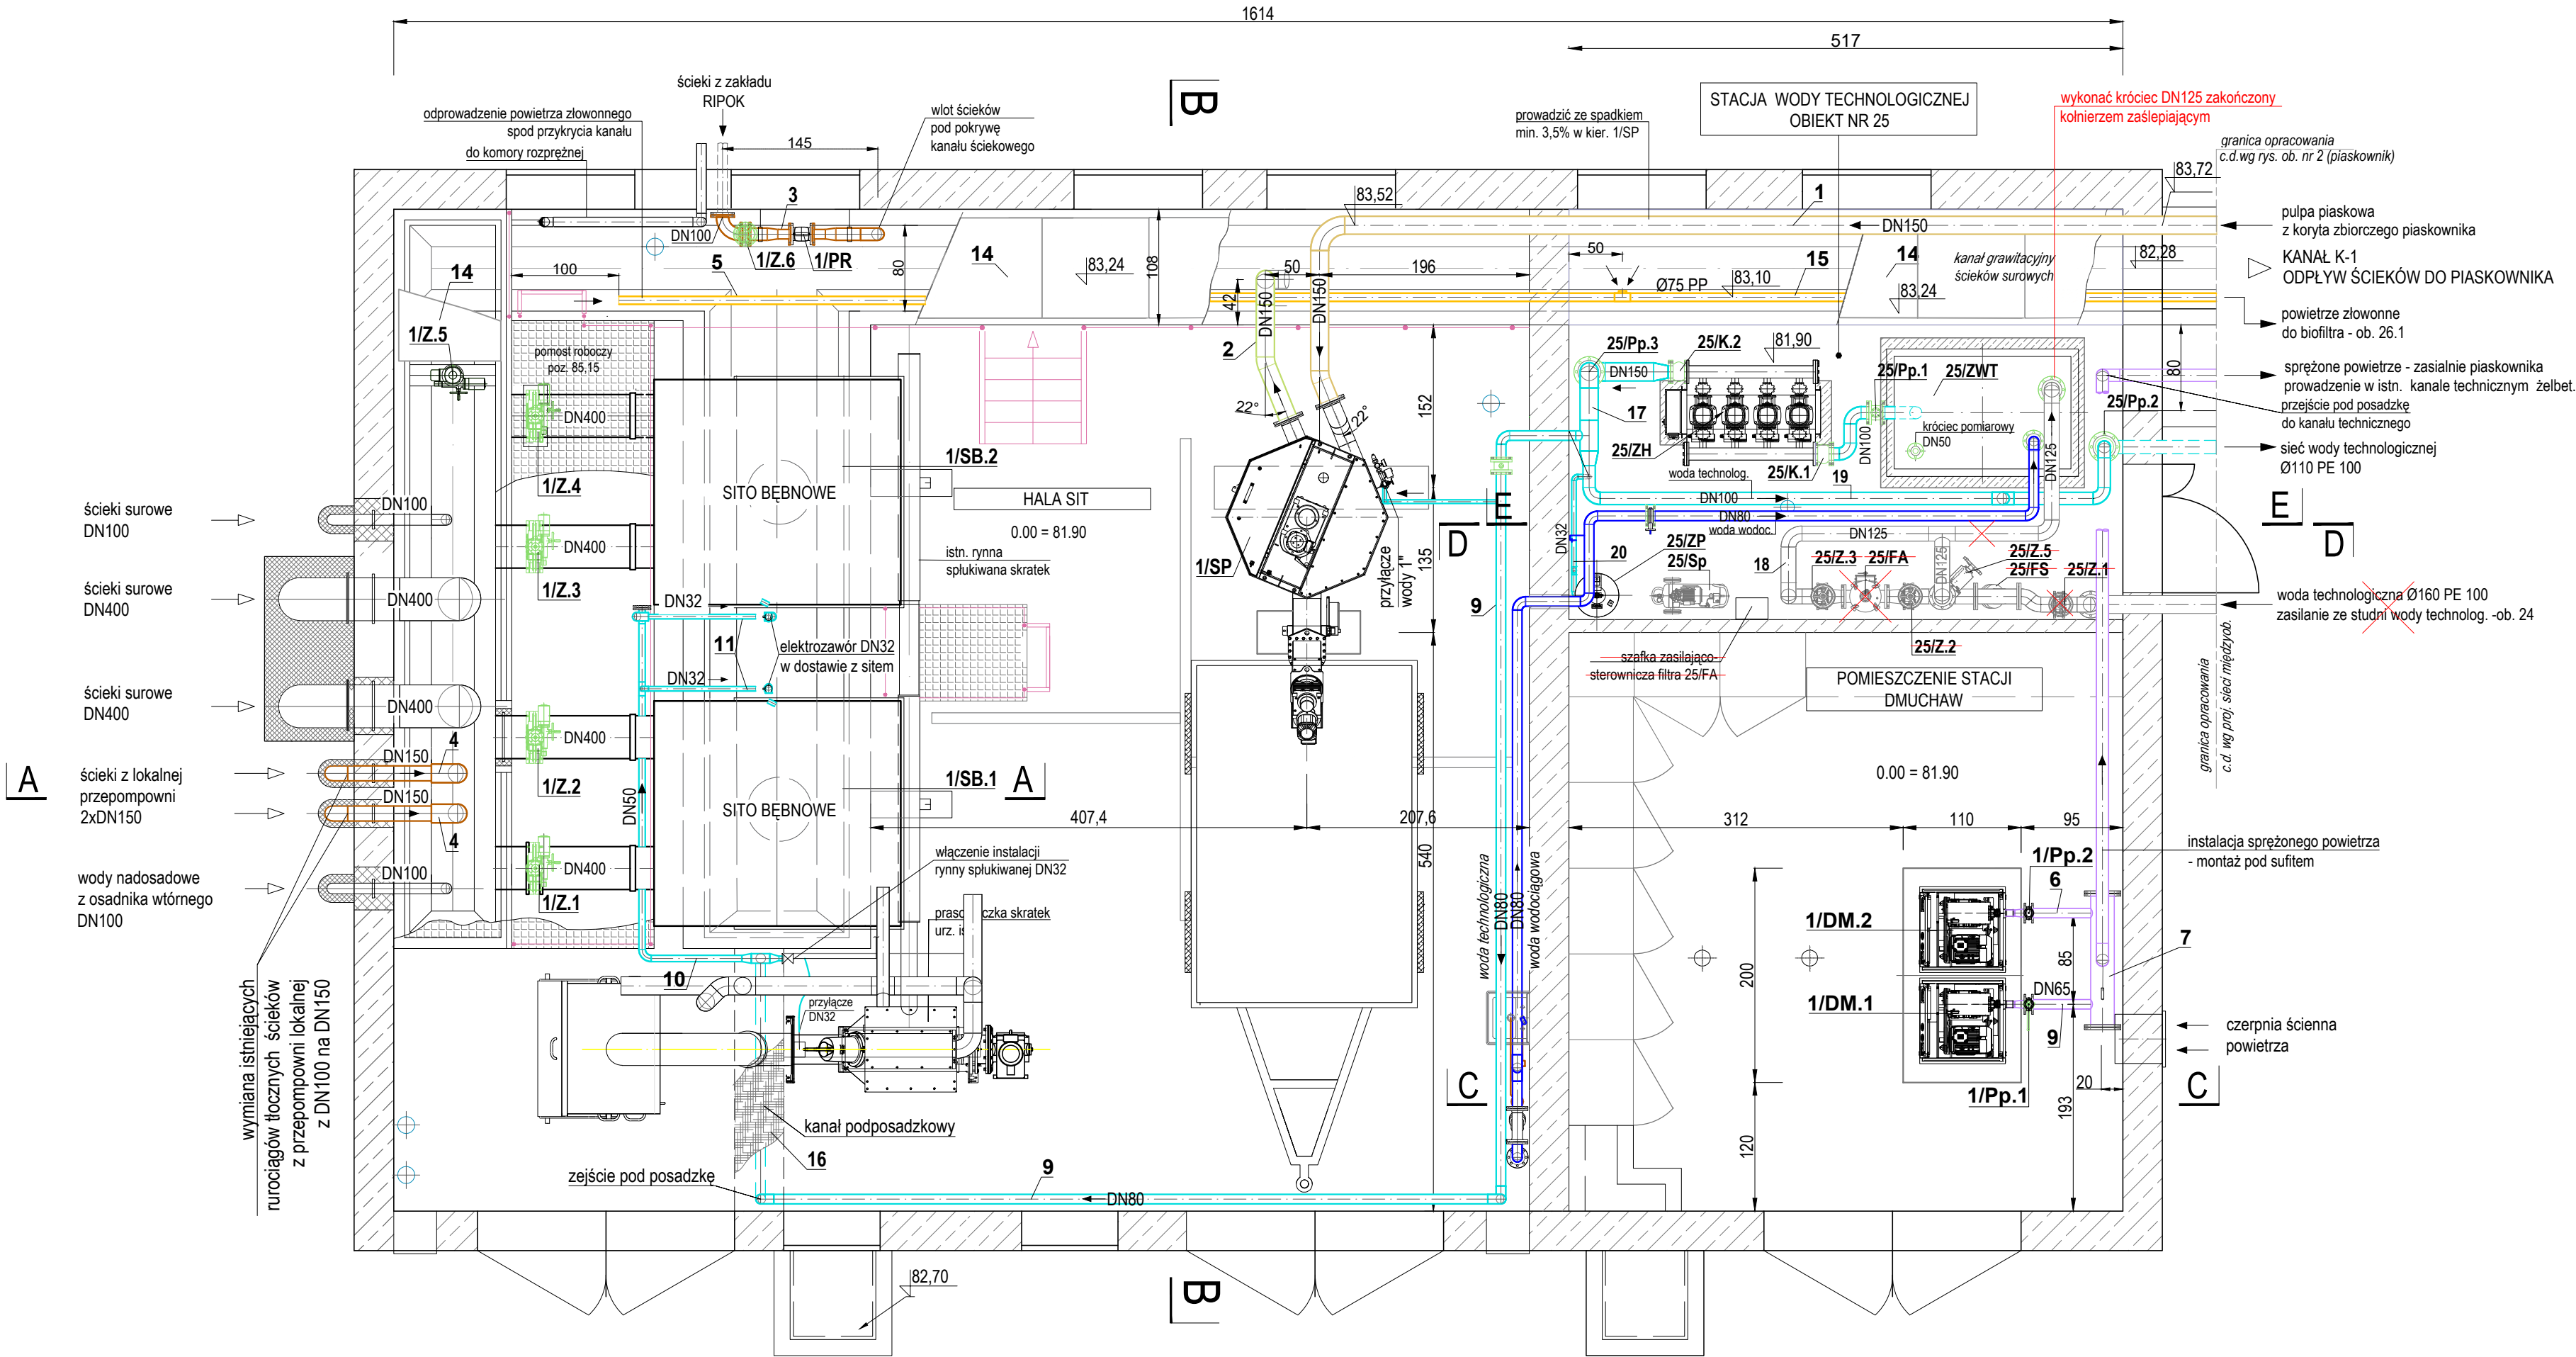 1614
517
ścieki z zakładu
RIPOK
odprowadzenie powietrza złowonnego
spod przykrycia kanału
do komory rozprężnej
145
wlot ścieków
pod pokrywę
kanału ściekowego
B
prowadzić ze spadkiem
min. 3,5% w kier. 1/SP
STACJA WODY TECHNOLOGICZNEJ
OBIEKT NR 25
wykonać króciec DN125 zakończony
kołnierzem zaślepiającym
granica opracowania
c.d.wg rys. ob. nr 2 (piaskownik)
83,72
3
83,52
1
DN100
1/Z.6
1/PR
DN150
pulpa piaskowa
z koryta zbiorczego piaskownika
14
100
5
80
14
83,24
108
50
196
50
Ø75 PP
83,10
15
14
83,24
kanał grawitacyjny
ścieków surowych
82,28
KANAŁ K-1
ODPŁYW ŚCIEKÓW DO PIASKOWNIKA
42
DN150
DN150
powietrze złowonne
do biofiltra - ob. 26.1
1/Z.5
pomost roboczy
poz. 85,15
2
25/Pp.3
25/K.2
81,90
DN150
25/Pp.1
25/ZWT
80
sprężone powietrze - zasialnie piaskownika
prowadzenie w istn. kanale technicznym żelbet.
przejście pod posadzkę
do kanału technicznego
25/Pp.2
DN400
22°
22°
152
17
króciec pomiarowy
DN50
sieć wody technologicznej
Ø110 PE 100
1/Z.4
1/SB.2
SITO BĘBNOWE
HALA SIT
0.00 = 81.90
25/ZH
25/K.1
DN100
DN125
woda technolog.
19
DN100
ścieki surowe
DN100
DN100
E
D
E
D
DN80
woda wodoc.
DN125
DN400
istn. rynna
spłukiwana skratek
1/SP
przyłącze
wody 1"
135
DN32
20
25/ZP
25/Sp
18
25/Z.3
25/FA
DN125
25/Z.5
25/FS
25/Z.1
1/Z.3
ścieki surowe
DN400
DN400
DN32
9
woda technologiczna Ø160 PE 100
zasilanie ze studni wody technolog. -ob. 24
11
elektrozawór DN32
w dostawie z sitem
DN32
25/Z.2
szafka zasilająco-
sterownicza filtra 25/FA
POMIESZCZENIE STACJI
DMUCHAW
ścieki surowe
DN400
DN400
DN400
granica opracowania
c.d. wg proj. sieci międzyob.
A
ścieki z lokalnej
przepompowni
2xDN150
DN150
4
DN150
4
1/Z.2
DN50
1/SB.1
A
SITO BĘBNOWE
0.00 = 81.90
407,4
207,6
312
110
95
540
instalacja sprężonego powietrza
- montaż pod sufitem
włączenie instalacji
rynny spłukiwanej DN32
woda technologiczna
DN80
DN80
woda wodociągowa
1/Pp.2
6
wody nadosadowe
z osadnika wtórnego
DN100
DN100
DN400
1/Z.1
1/DM.2
7
10
200
85
wymiana istniejących
rurociągów tłocznych ścieków
z przepompowni lokalnej
z DN100 na DN150
przyłącze
DN32
1/DM.1
DN65
9
czerpnia ścienna
powietrza
C
1/Pp.1
20
C
193
120
kanał podposadzkowy
16
zejście pod posadzkę
9
DN80
82,70
B